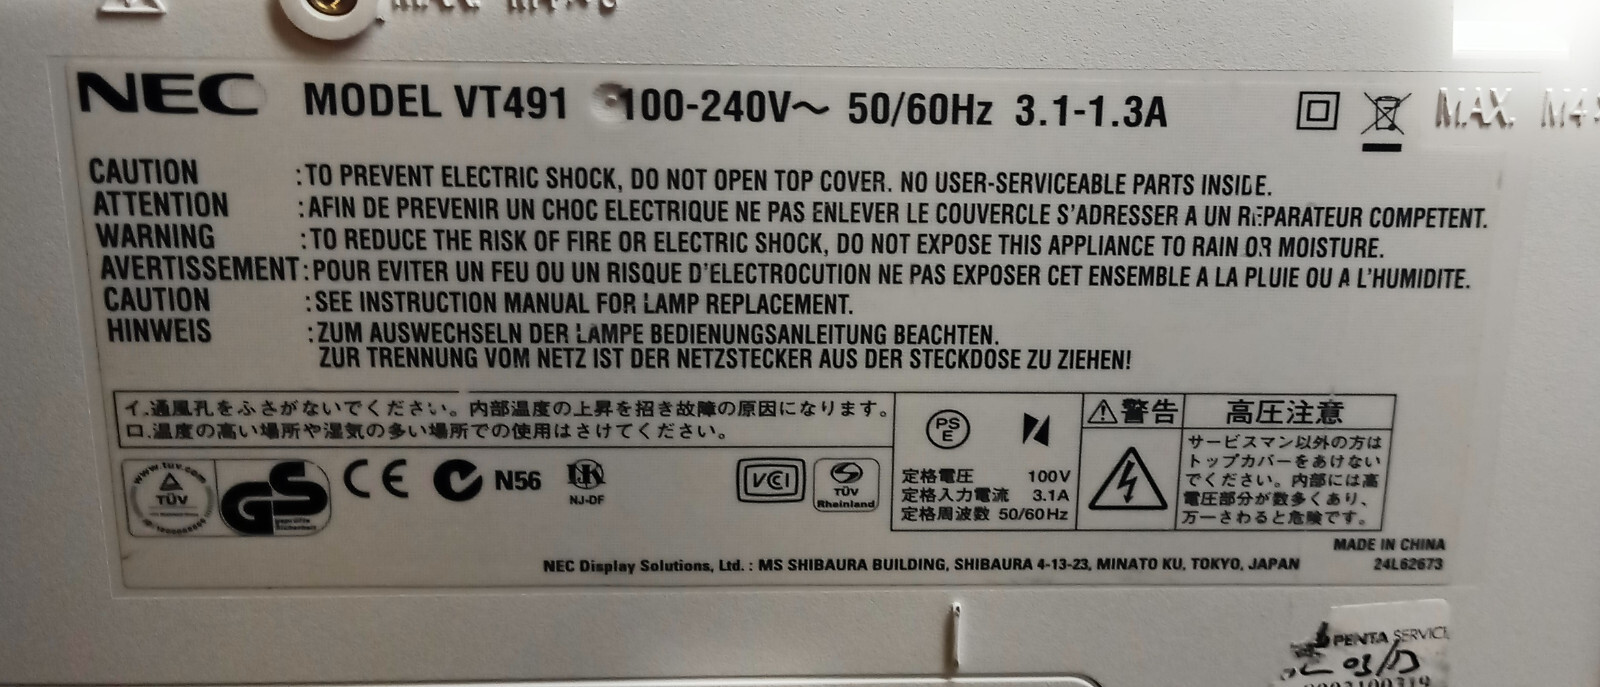 MAX. M4×8
NEC MODEL VT491 100-240V~ 50/60Hz 3.1-1.3A
MAX. M4
CAUTION :TO PREVENT ELECTRIC SHOCK, DO NOT OPEN TOP COVER. NO USER-SERVICEABLE PARTS INSIDE.
ATTENTION :AFIN DE PREVENIR UN CHOC ELECTRIQUE NE PAS ENLEVER LE COUVERCLE S'ADRESSER A UN REPARATEUR COMPETENT.
WARNING :TO REDUCE THE RISK OF FIRE OR ELECTRIC SHOCK, DO NOT EXPOSE THIS APPLIANCE TO RAIN OR MOISTURE.
AVERTISSEMENT:POUR EVITER UN FEU OU UN RISQUE D'ELECTROCUTION NE PAS EXPOSER CET ENSEMBLE A LA PLUIE OU A L'HUMIDITE.
CAUTION :SEE INSTRUCTION MANUAL FOR LAMP REPLACEMENT.
HINWEIS :ZUM AUSWECHSELN DER LAMPE BEDIENUNGSANLEITUNG BEACHTEN.
ZUR TRENNUNG VOM NETZ IST DER NETZSTECKER AUS DER STECKDOSE ZU ZIEHEN!
イ.通風孔をふさがないでください。内部温度の上昇を招き故障の原因になります。
ロ.温度の高い場所や湿気の多い場所での使用はさけてください。
www.tuv.com
TÜV
GS
geprüfte
Sicherheit
CE
N56
NJ-DF
VCI
TÜV
Rheinland
PS
E
定格電圧 100V
定格入力電流 3.1A
定格周波数 50/60Hz
警告
高圧注意
サービスマン以外の方は
トップカバーをあけない
でください。内部には高
電圧部分が数多くあり、
万一さわると危険です。
MADE IN CHINA
NEC Display Solutions, Ltd. : MS SHIBAURA BUILDING, SHIBAURA 4-13-23, MINATO KU, TOKYO, JAPAN
24L62673
PENTA SERVICE